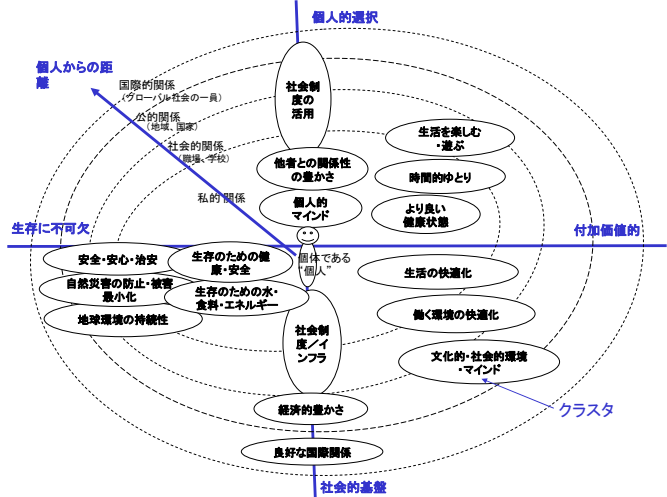 個人的選択
個人からの距
離
国際的関係
(グローバル社会の一員)
公的関係
(地域、国家)
社会的関係
(職場、学校)
私的関係
社会制
度の
活用
他者との関係性
の豊かさ
個人的
マインド
生活を楽しむ
・遊ぶ
時間的ゆとり
より良い
健康状態
生存に不可欠
付加価値的
安全・安心・治安
自然災害の防止・被害
最小化
地球環境の持続性
生存のための健
康・安全
生存のための水・
食料・エネルギー
個体である
“個人”
生活の快適化
働く環境の快適化
文化的・社会的環境
・マインド
クラスタ
社会制
度／イ
ンフラ
経済的豊かさ
良好な国際関係
社会的基盤